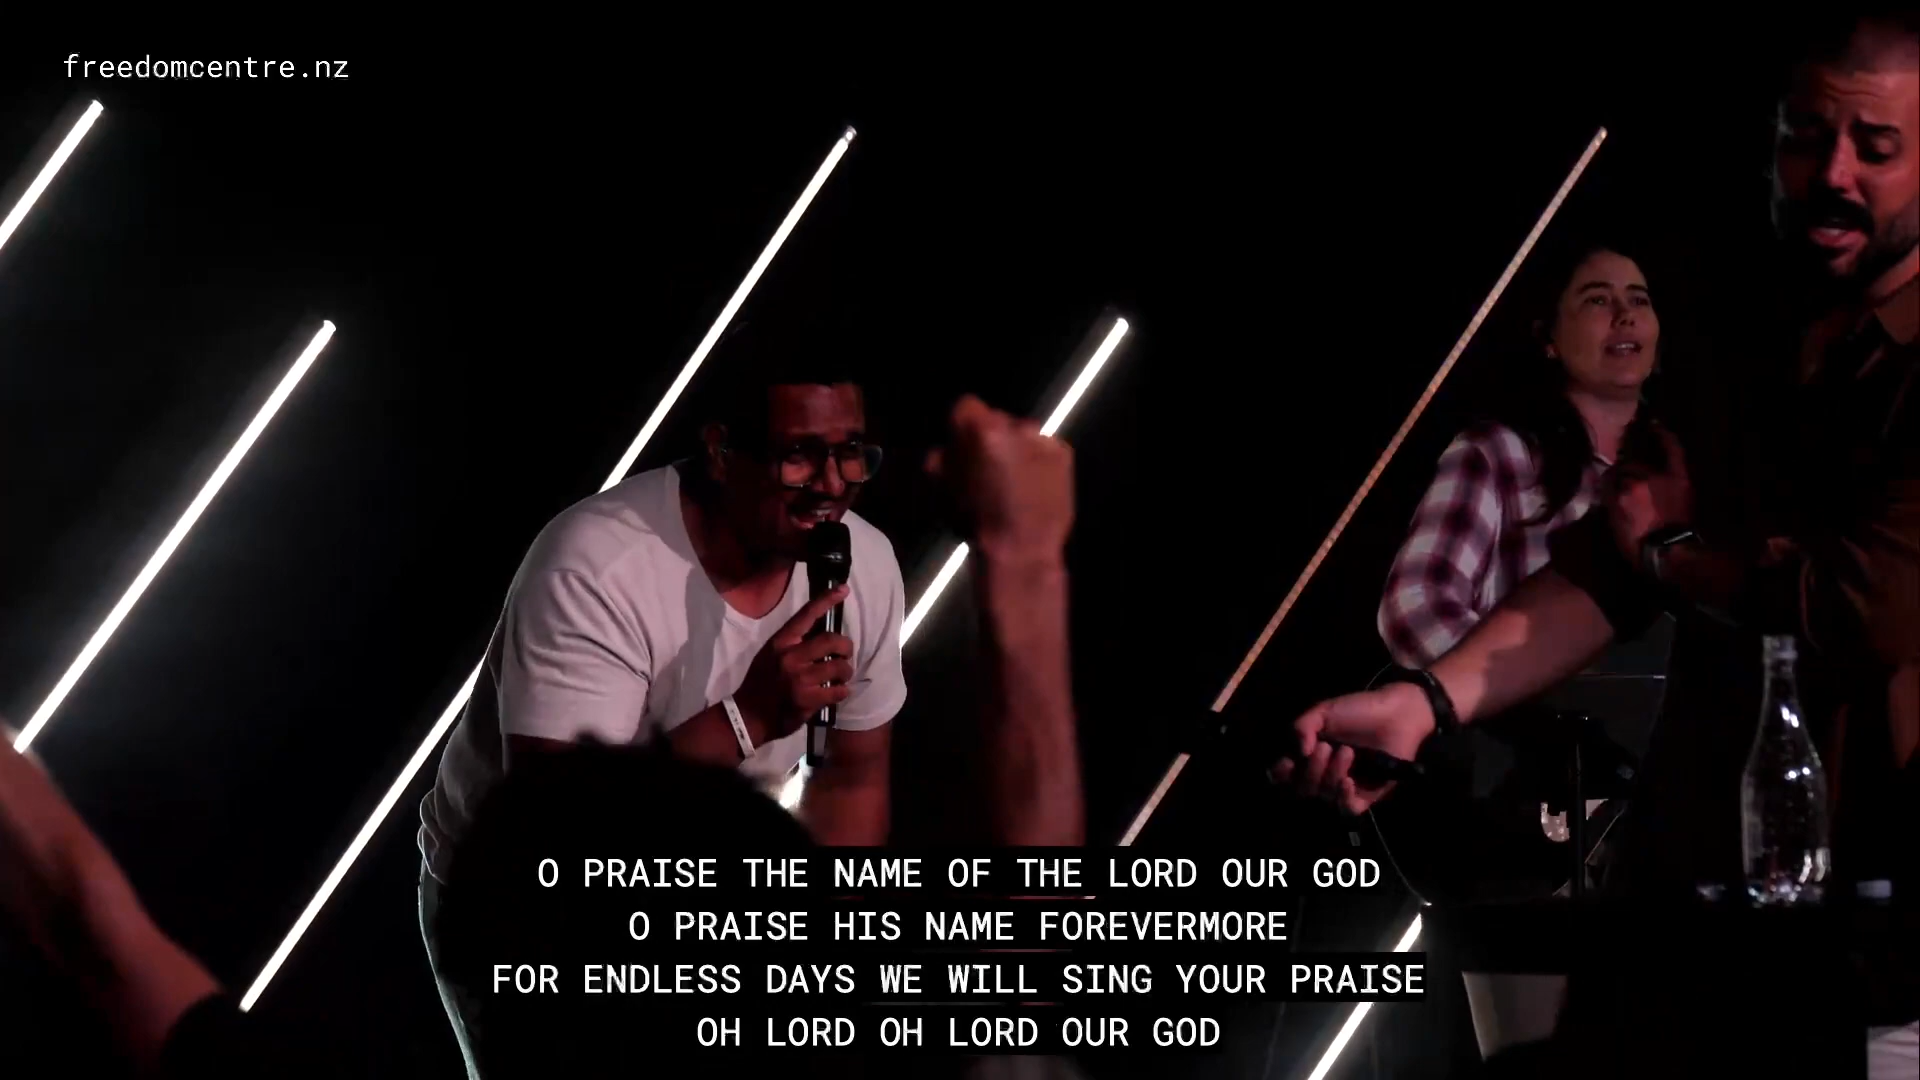 freedomcentre.nz
O PRAISE THE NAME OF THE LORD OUR GOD
O PRAISE HIS NAME FOREVERMORE
FOR ENDLESS DAYS WE WILL SING YOUR PRAISE
OH LORD OH LORD OUR GOD